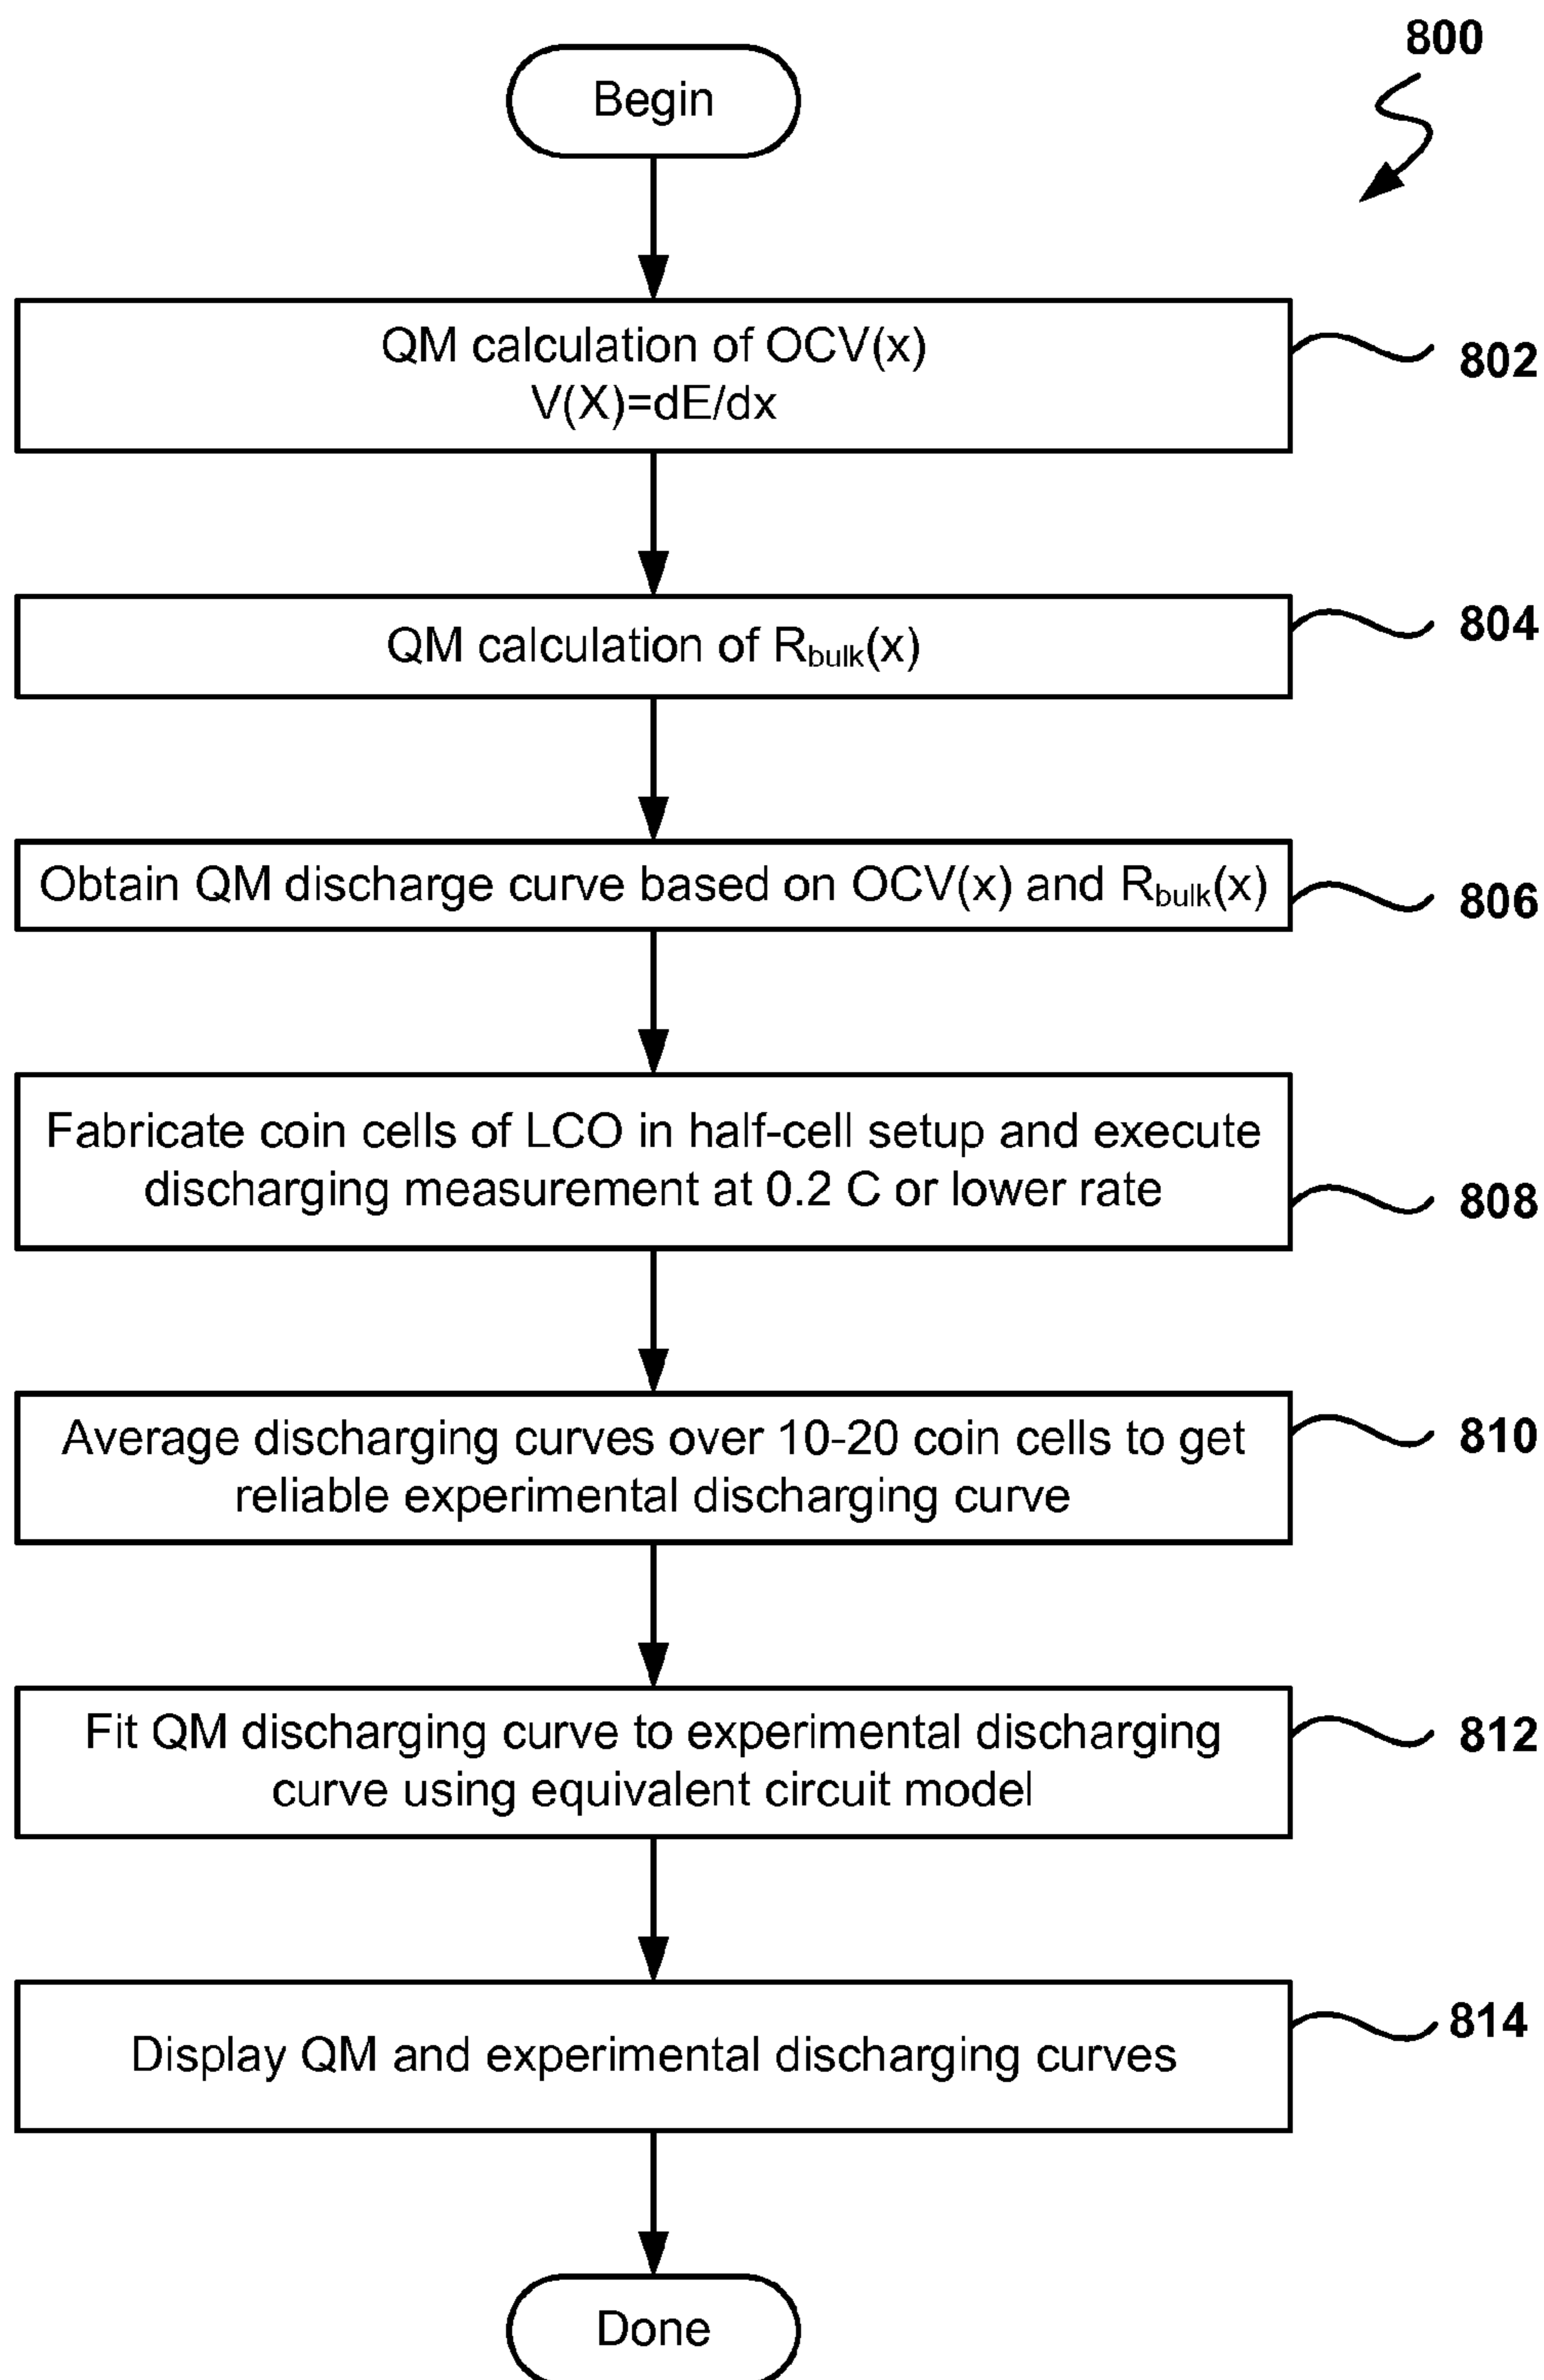 800
Begin
QM calculation of OCV(x)
V(X)=dE/dx
802
QM calculation of Rbulk(x)
804
Obtain QM discharge curve based on OCV(x) and Rbulk(x)
806
Fabricate coin cells of LCO in half-cell setup and execute
discharging measurement at 0.2 C or lower rate
808
Average discharging curves over 10-20 coin cells to get
reliable experimental discharging curve
810
Fit QM discharging curve to experimental discharging
curve using equivalent circuit model
812
Display QM and experimental discharging curves
814
Done